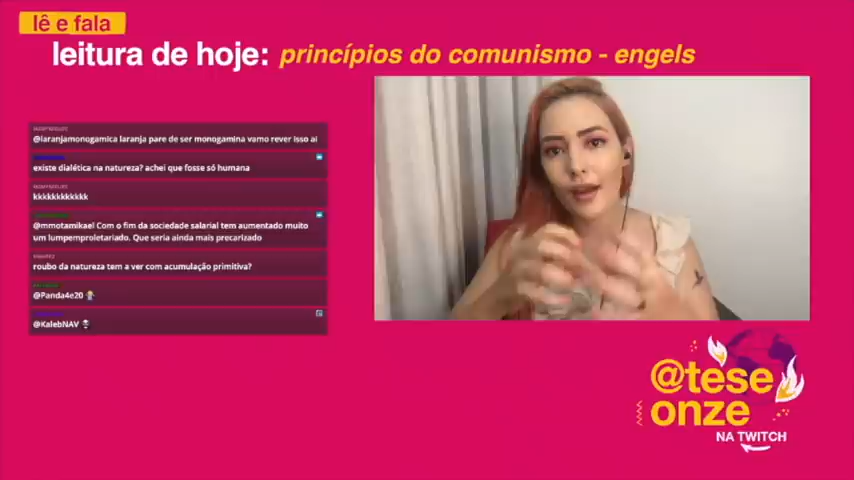 lê e fala
leitura de hoje: princípios do comunismo - engels
@laranjamonogamica laranja pare de ser monogamina vamo rever isso ai
existe dialética na natureza? achei que fosse só humana
kkkkkkkkkkkk
@mmotamikael Com o fim da sociedade salarial tem aumentado muito
um lumpemproletariado. Que seria ainda mais precarizado
roubo da natureza tem a ver com acumulação primitiva?
@Panda4e20
@KalebNAV
@tese
onze
NA TWITCH